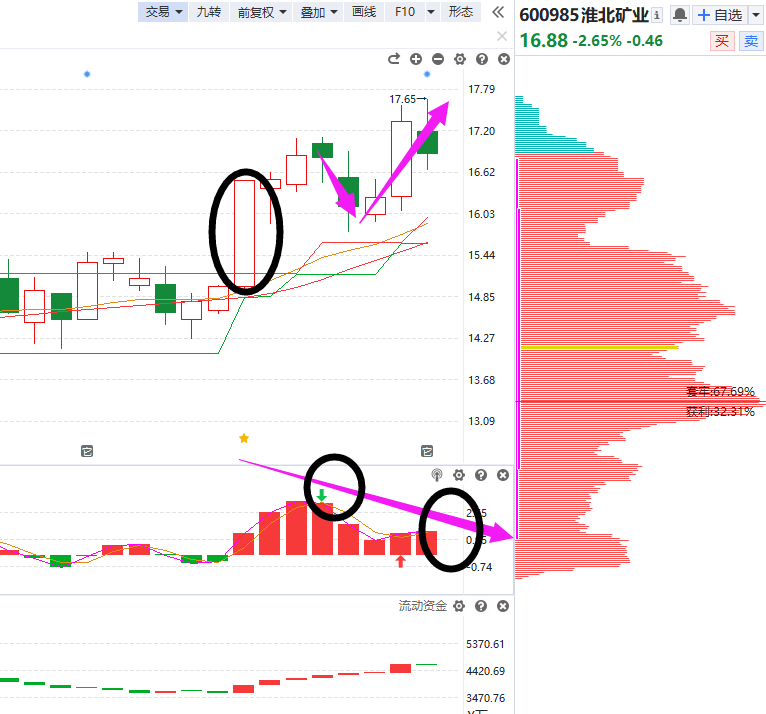 交易 九转 前复权 叠加 画线 F10 形态
600985淮北矿业 自选
16.88 -2.65% -0.46 买 卖
17.79
17.65→
17.20
16.62
16.03
15.44
14.85
14.27
13.68
13.09
套牢:67.69%
获利:32.31%
-0.74
流动资金
5370.61
4420.69
3470.76